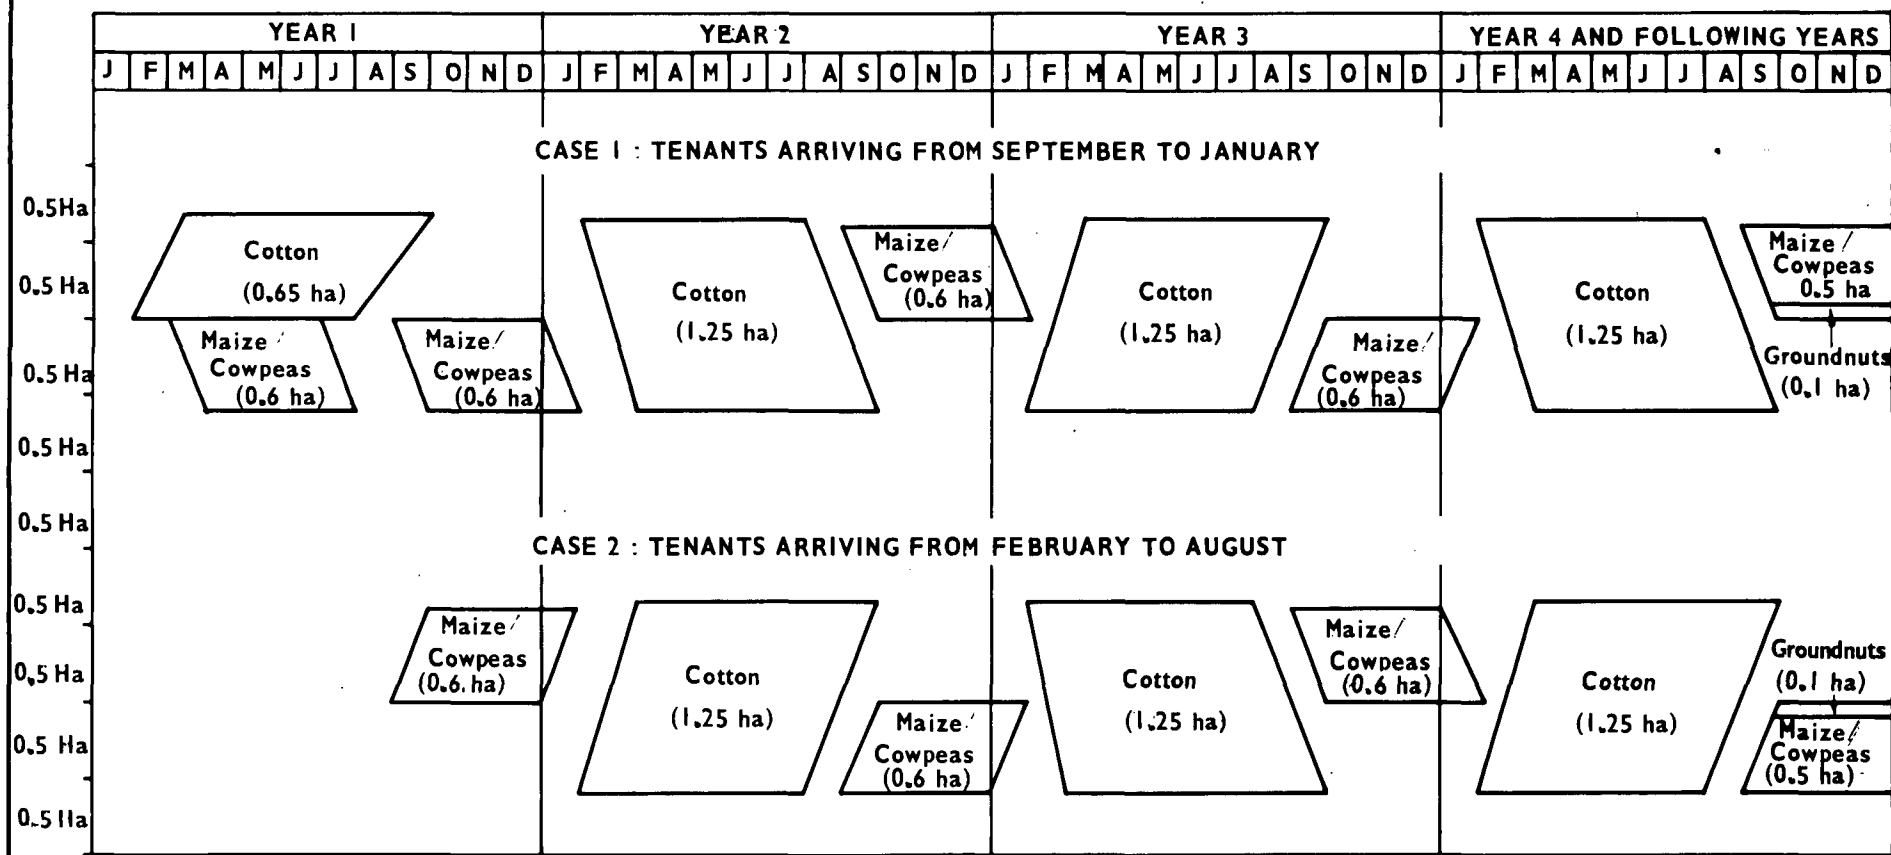 YEAR 1 YEAR 2 YEAR 3 YEAR 4 AND FOLLOWING YEARS
J F M A M J J A S O N D J F M A M J J A S O N D J F M A M J J A S O N D J F M A M J J A S O N D
CASE 1 : TENANTS ARRIVING FROM SEPTEMBER TO JANUARY
0.5Ha
0.5 Ha
0.5 Ha
0.5 Ha
0.5 Ha
Cotton
(0.65 ha)
Maize/
Cowpeas
(0.6 ha)
Maize/
Cowpeas
(0.6 ha)
Cotton
(1.25 ha)
Maize/
Cowpeas
(0.6 ha)
Cotton
(1.25 ha)
Maize/
Cowpeas
(0.6 ha)
Cotton
(1.25 ha)
Maize/
Cowpeas
0.5 ha
Groundnuts
(0.1 ha)
CASE 2 : TENANTS ARRIVING FROM FEBRUARY TO AUGUST
0.5 Ha
0.5 Ha
0.5 Ha
0.5 Ha
Maize/
Cowpeas
(0.6 ha)
Cotton
(1.25 ha)
Maize/
Cowpeas
(0.6 ha)
Cotton
(1.25 ha)
Maize/
Cowpeas
(0.6 ha)
Cotton
(1.25 ha)
Groundnuts
(0.1 ha)
Maize/
Cowpeas
(0.5 ha)